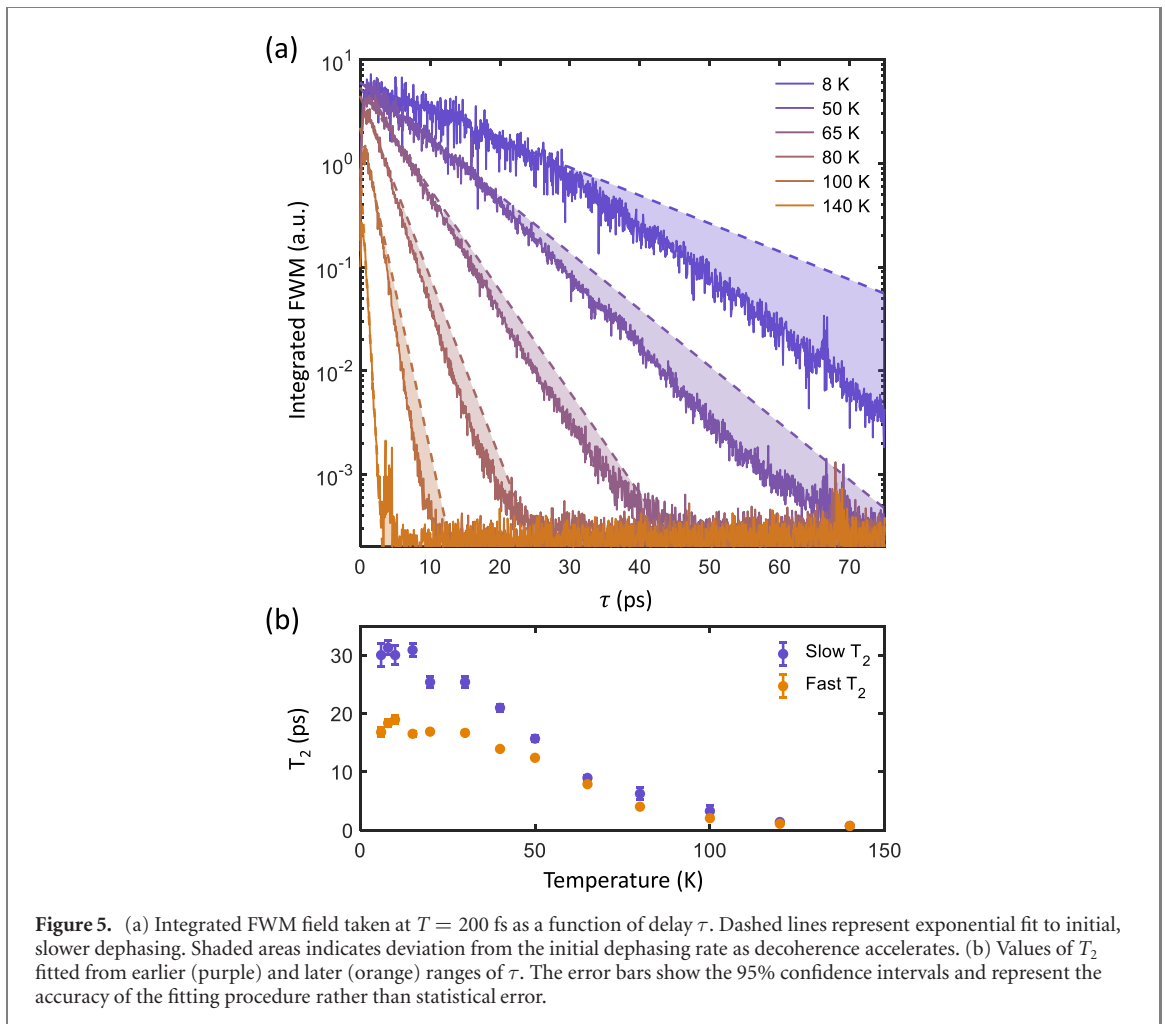 (a)
10^1
10^0
10^-1
10^-2
10^-3
Integrated FWM (a.u.)
8 K
50 K
65 K
80 K
100 K
140 K
0 10 20 30 40 50 60 70
τ (ps)
(b)
30
20
10
0
T_2 (ps)
Slow T_2
Fast T_2
0 50 100 150
Temperature (K)
Figure 5. (a) Integrated FWM field taken at T = 200 fs as a function of delay τ. Dashed lines represent exponential fit to initial,
slower dephasing. Shaded areas indicates deviation from the initial dephasing rate as decoherence accelerates. (b) Values of T_2
fitted from earlier (purple) and later (orange) ranges of τ. The error bars show the 95% confidence intervals and represent the
accuracy of the fitting procedure rather than statistical error.